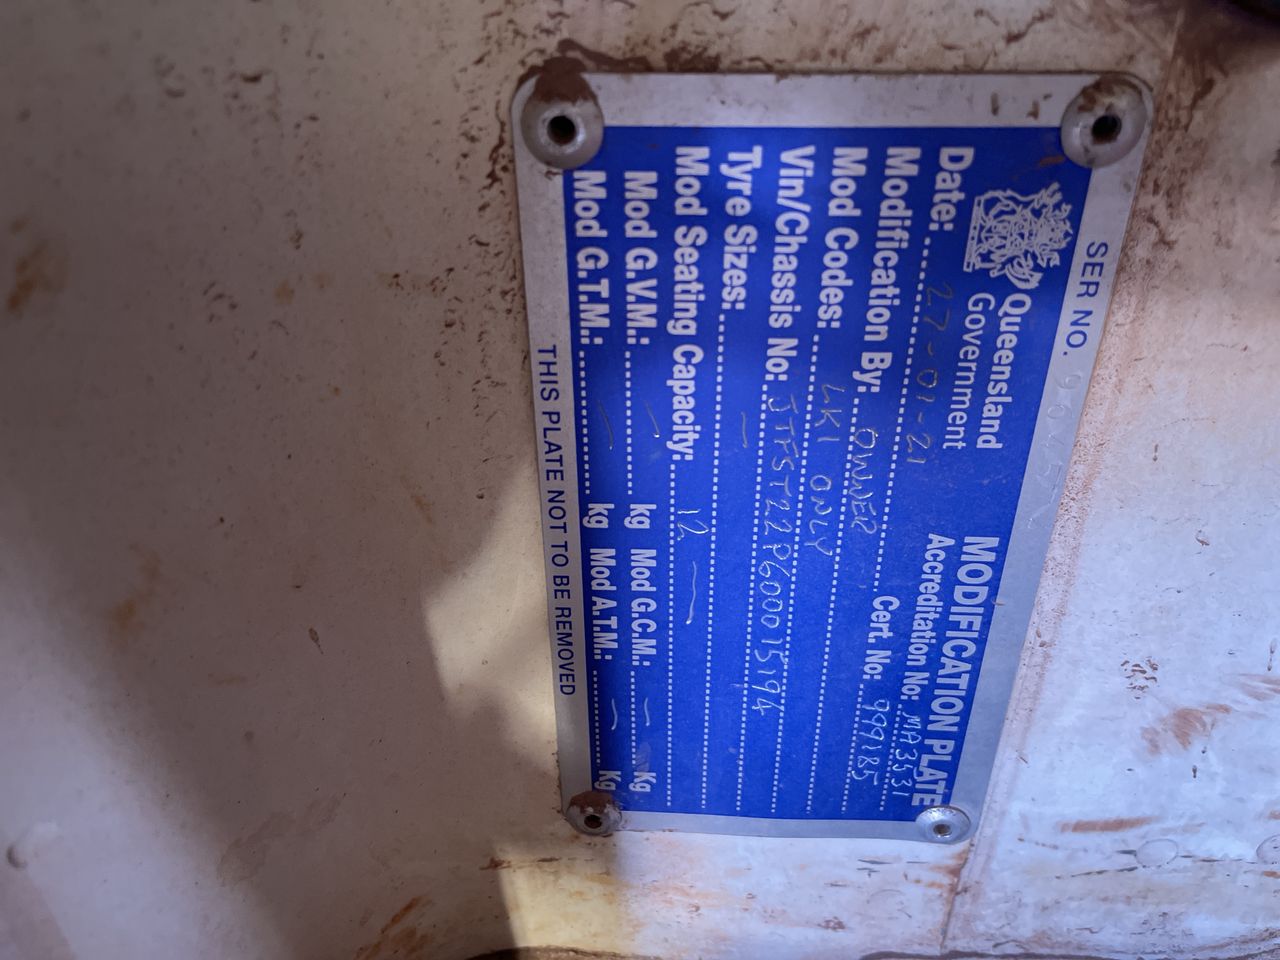 SER NO.
Queensland
Government
MODIFICATION PLATE
Accreditation No: MA3531
Date: 27-01-21
Modification By: OWNER Cert. No: 999185
Mod Codes: LK1 ONLY
Vin/Chassis No: JTFST22P600015194
Tyre Sizes: —
Mod Seating Capacity: 12 —
Mod G.V.M.: — kg Mod G.C.M.: — kg
Mod G.T.M.: — kg Mod A.T.M.: — kg
THIS PLATE NOT TO BE REMOVED